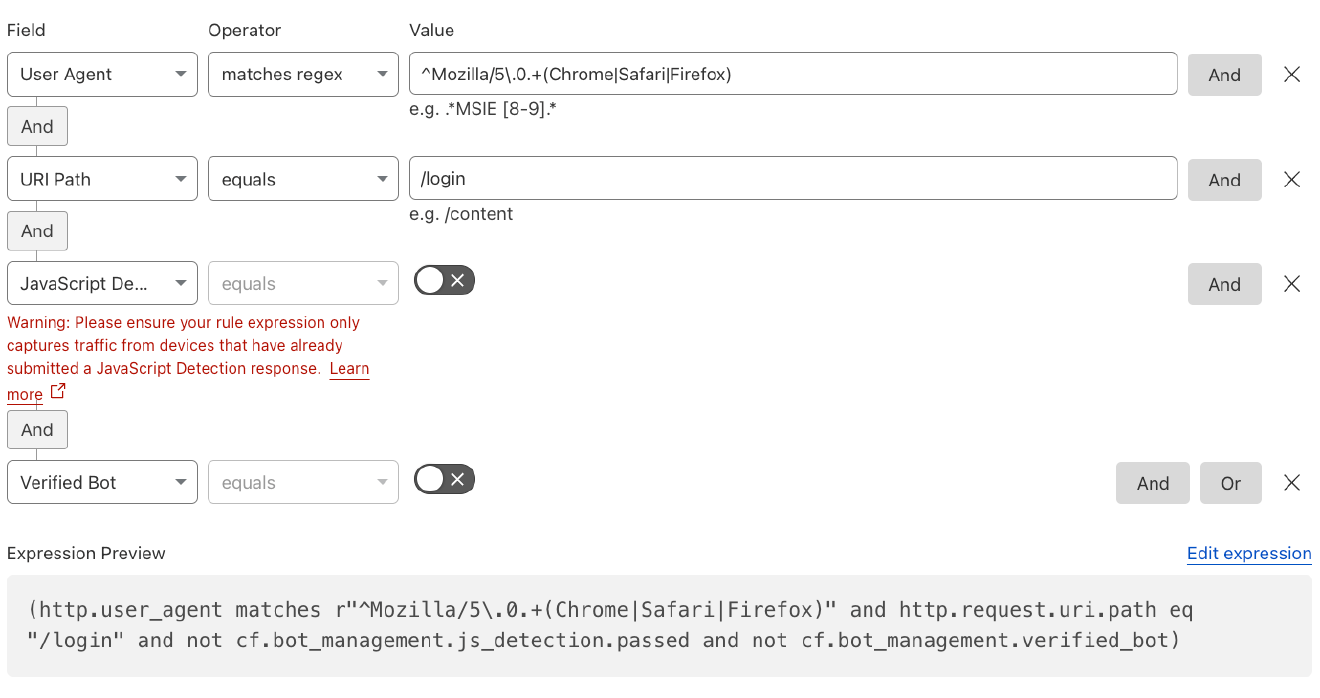 Field Operator Value
User Agent matches regex ^Mozilla/5\.0.+(Chrome|Safari|Firefox) And
e.g. .*MSIE [8-9].*
And
URI Path equals /login And
e.g. /content
And
JavaScript De... equals And
Warning: Please ensure your rule expression only
captures traffic from devices that have already
submitted a JavaScript Detection response. Learn
more
And
Verified Bot equals And Or
Expression Preview Edit expression
(http.user_agent matches r"^Mozilla/5\.0.+(Chrome|Safari|Firefox)" and http.request.uri.path eq
"/login" and not cf.bot_management.js_detection.passed and not cf.bot_management.verified_bot)